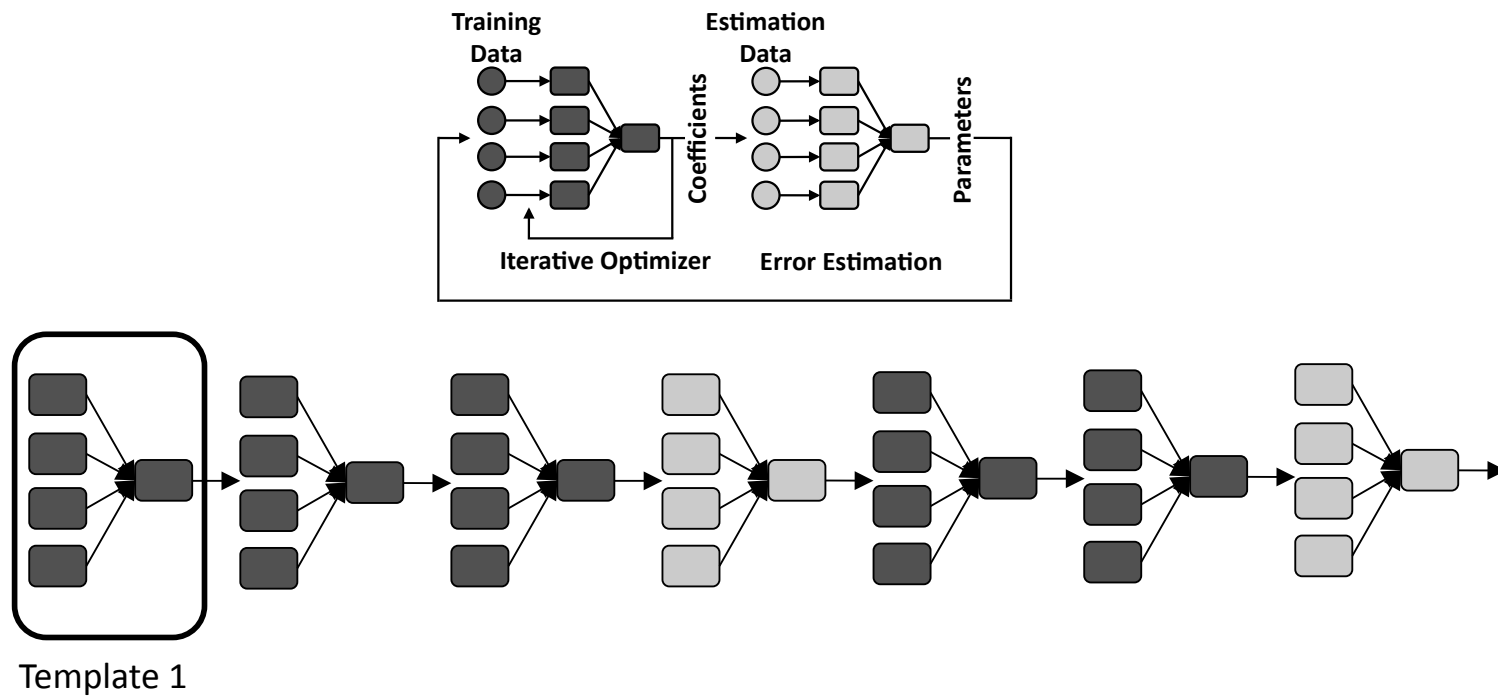 Training
Data
Estimation
Data
Coefficients
Parameters
Iterative Optimizer
Error Estimation
Template 1